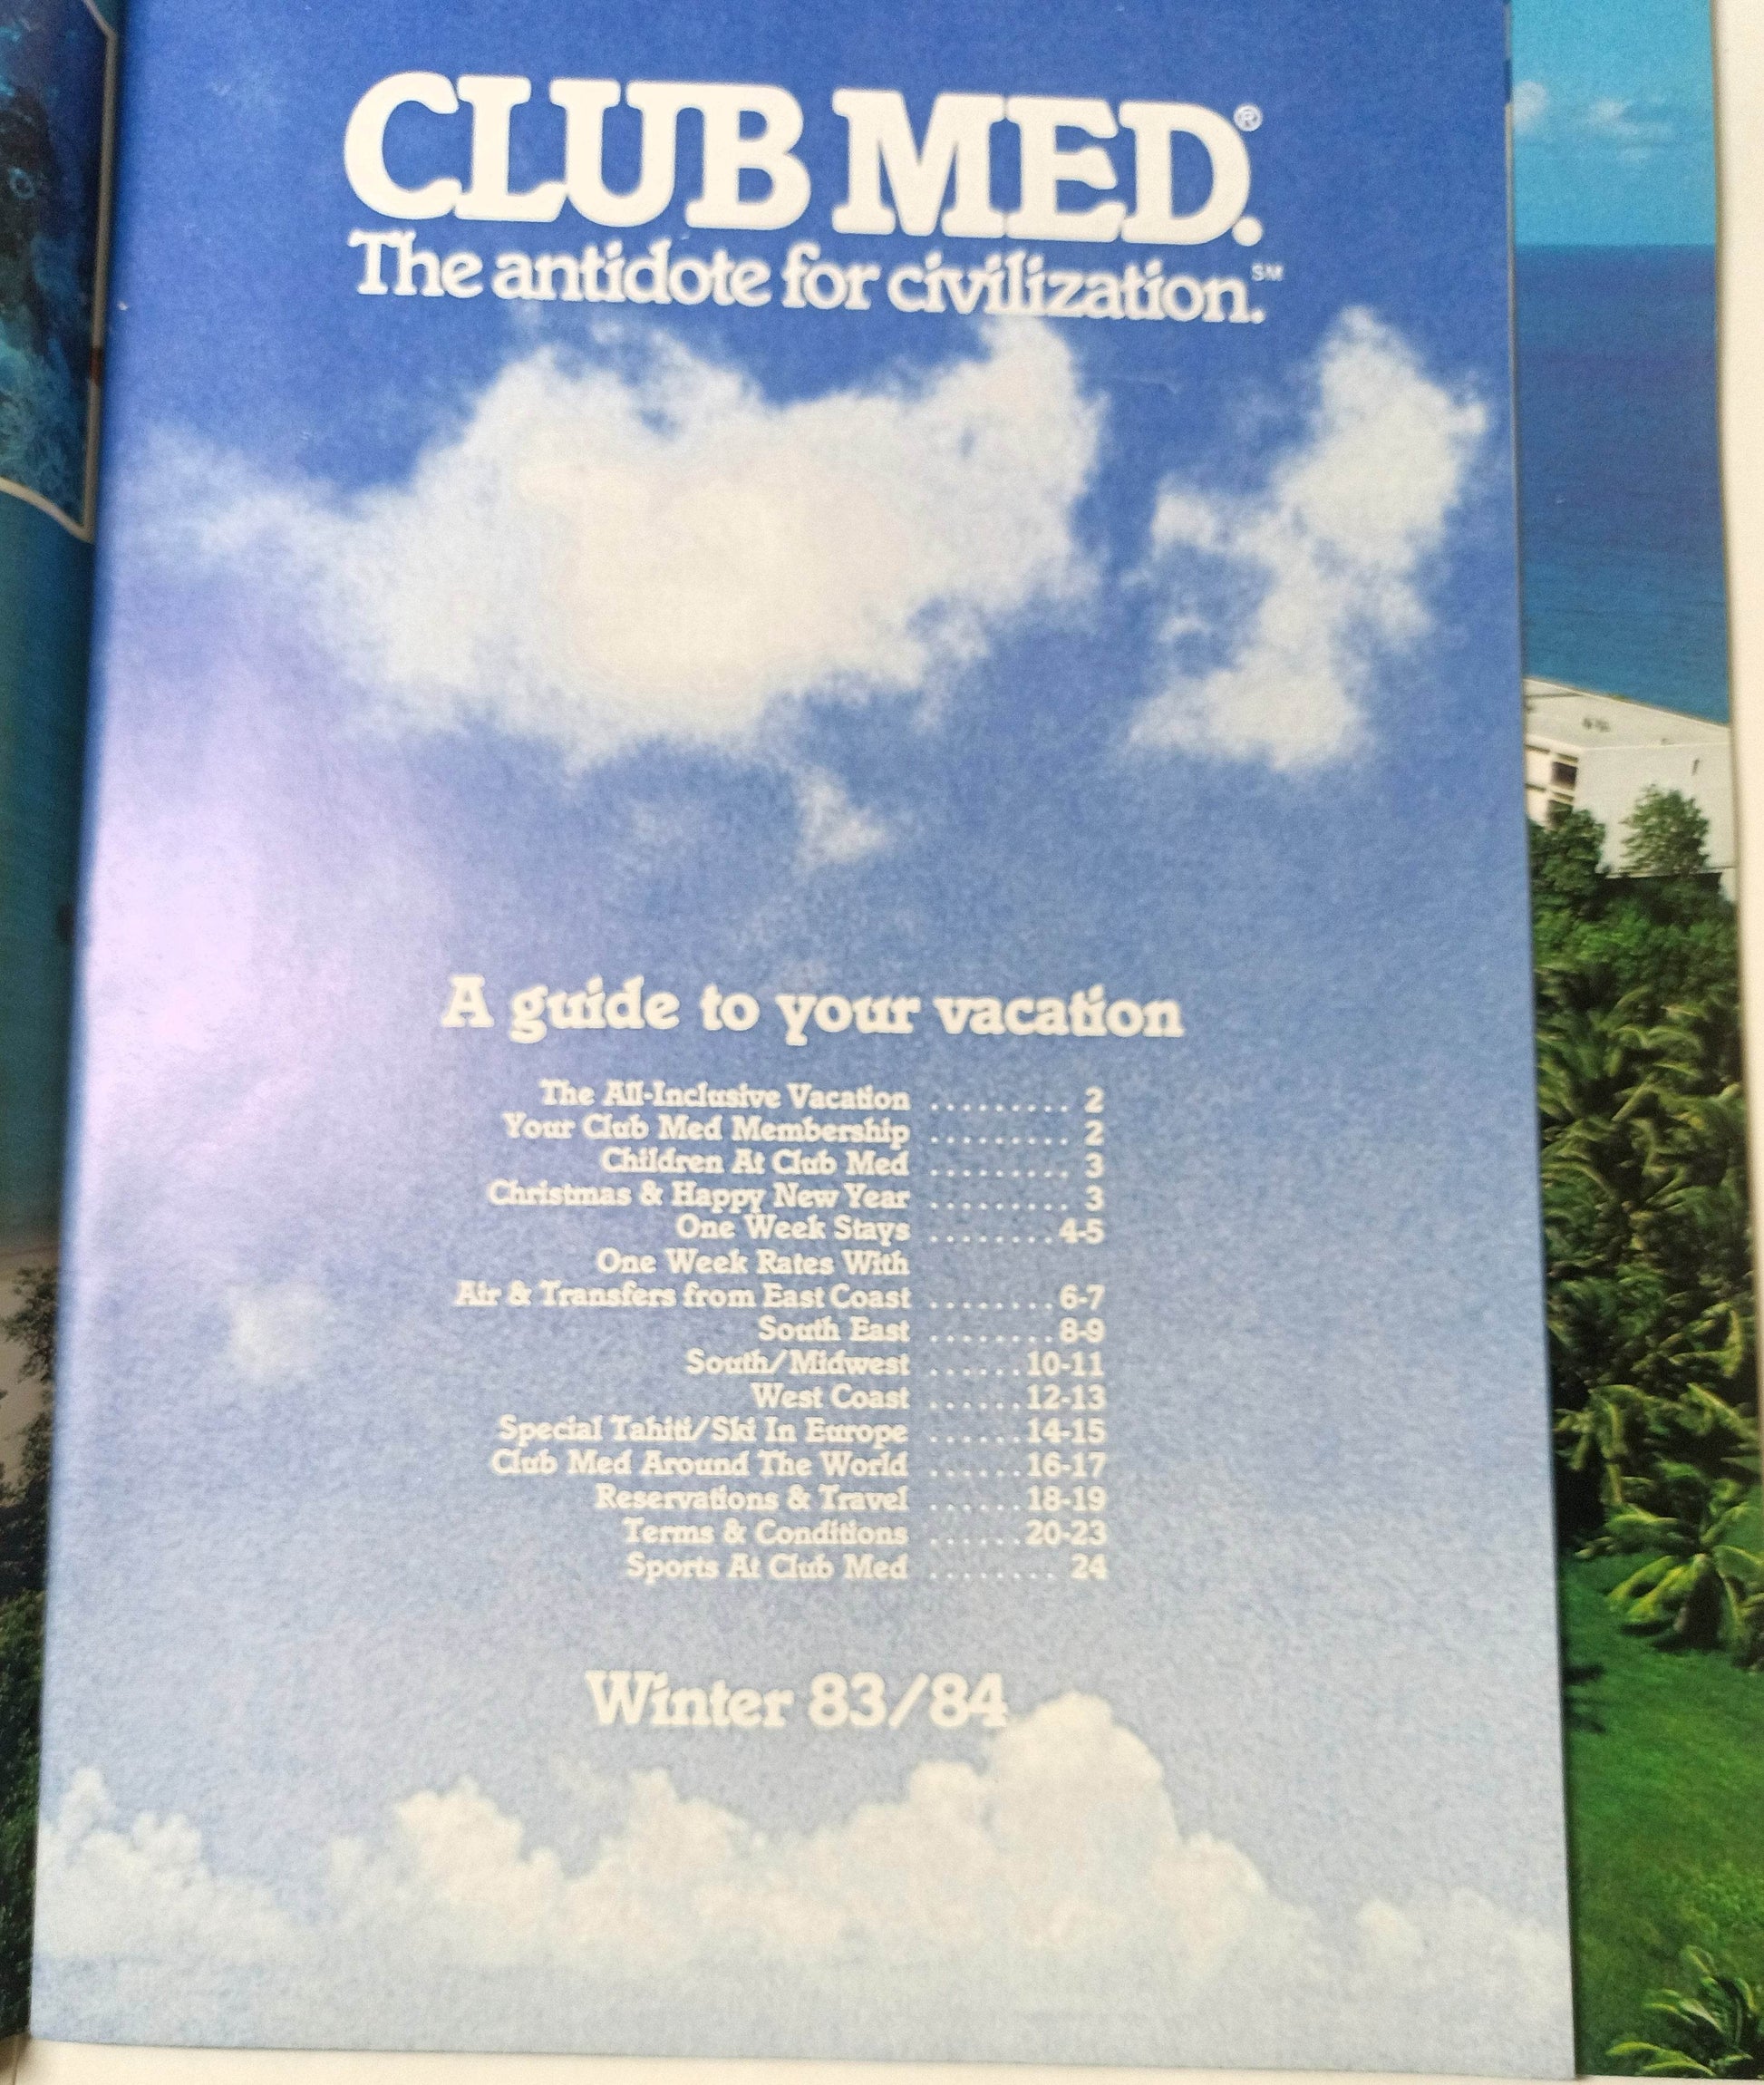 CLUB MED.®
The antidote for civilization.℠
A guide to your vacation
The All-Inclusive Vacation ......... 2
Your Club Med Membership ......... 2
Children At Club Med ......... 3
Christmas & Happy New Year ......... 3
One Week Stays ........ 4-5
One Week Rates With
Air & Transfers from East Coast ........ 6-7
South East ........ 8-9
South/Midwest ...... 10-11
West Coast ...... 12-13
Special Tahiti/Ski In Europe ...... 14-15
Club Med Around The World ...... 16-17
Reservations & Travel ...... 18-19
Terms & Conditions ...... 20-23
Sports At Club Med ........ 24
Winter 83/84